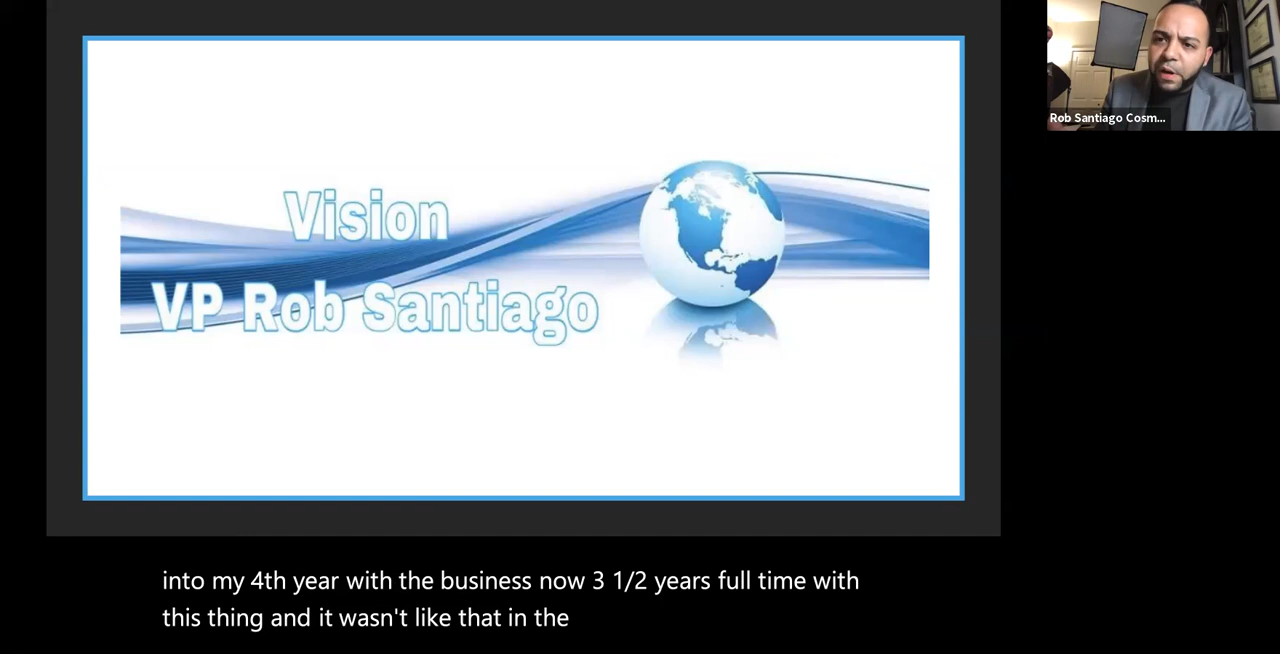 Vision
VP Rob Santiago
Rob Santiago Cosm...
into my 4th year with the business now 3 1/2 years full time with
this thing and it wasn't like that in the